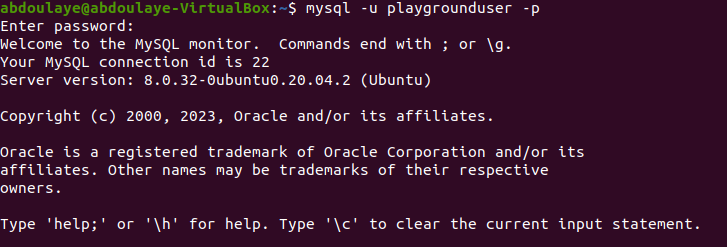 abdoulaye@abdoulaye-VirtualBox:~$ mysql -u playgrounduser -p
Enter password:
Welcome to the MySQL monitor.  Commands end with ; or \g.
Your MySQL connection id is 22
Server version: 8.0.32-0ubuntu0.20.04.2 (Ubuntu)

Copyright (c) 2000, 2023, Oracle and/or its affiliates.

Oracle is a registered trademark of Oracle Corporation and/or its
affiliates. Other names may be trademarks of their respective
owners.

Type 'help;' or '\h' for help. Type '\c' to clear the current input statement.